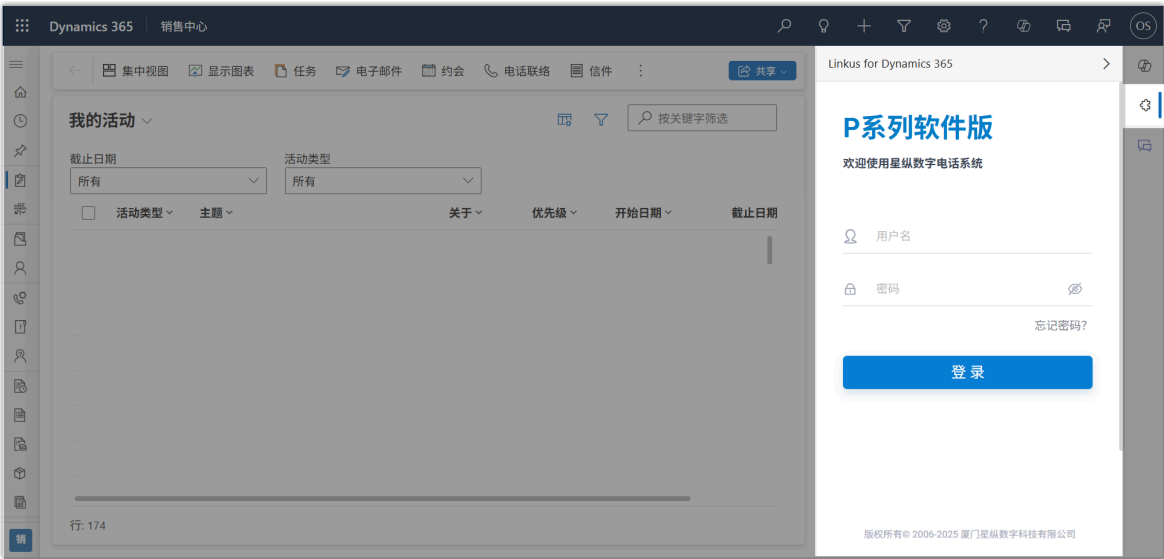 Dynamics 365 销售中心 OS
集中视图 显示图表 任务 电子邮件 约会 电话联络 信件 共享
我的活动 按关键字筛选
截止日期 活动类型
所有 所有
活动类型 主题 关于 优先级 开始日期 截止日期
行: 174
销
Linkus for Dynamics 365
P系列软件版
欢迎使用星纵数字电话系统
用户名
密码
忘记密码?
登录
版权所有© 2006-2025 厦门星纵数字科技有限公司